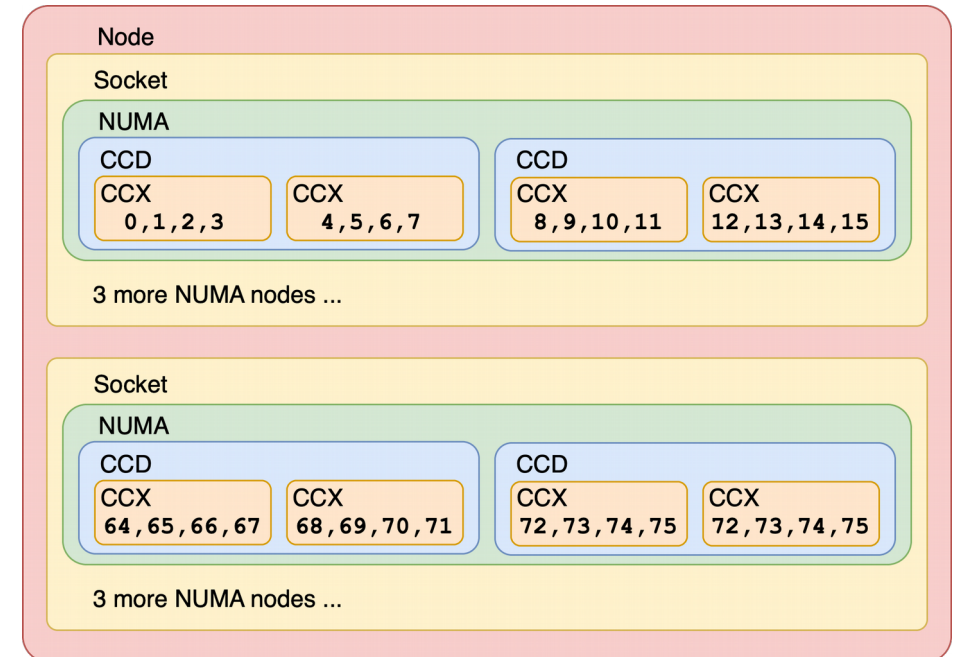 Node
Socket
NUMA
CCD
CCX
0,1,2,3
CCX
4,5,6,7
CCD
CCX
8,9,10,11
CCX
12,13,14,15
3 more NUMA nodes ...
Socket
NUMA
CCD
CCX
64,65,66,67
CCX
68,69,70,71
CCD
CCX
72,73,74,75
CCX
72,73,74,75
3 more NUMA nodes ...